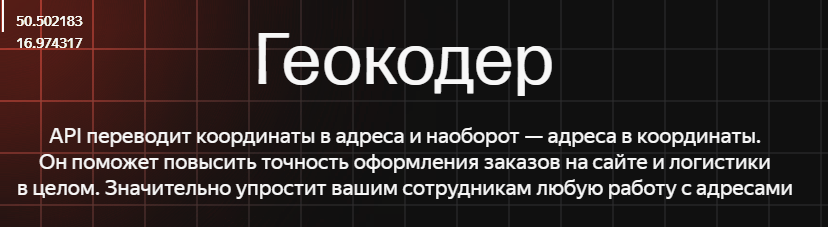 50.502183
16.974317
Геокодер
API переводит координаты в адреса и наоборот — адреса в координаты.
Он поможет повысить точность оформления заказов на сайте и логистики
в целом. Значительно упростит вашим сотрудникам любую работу с адресами